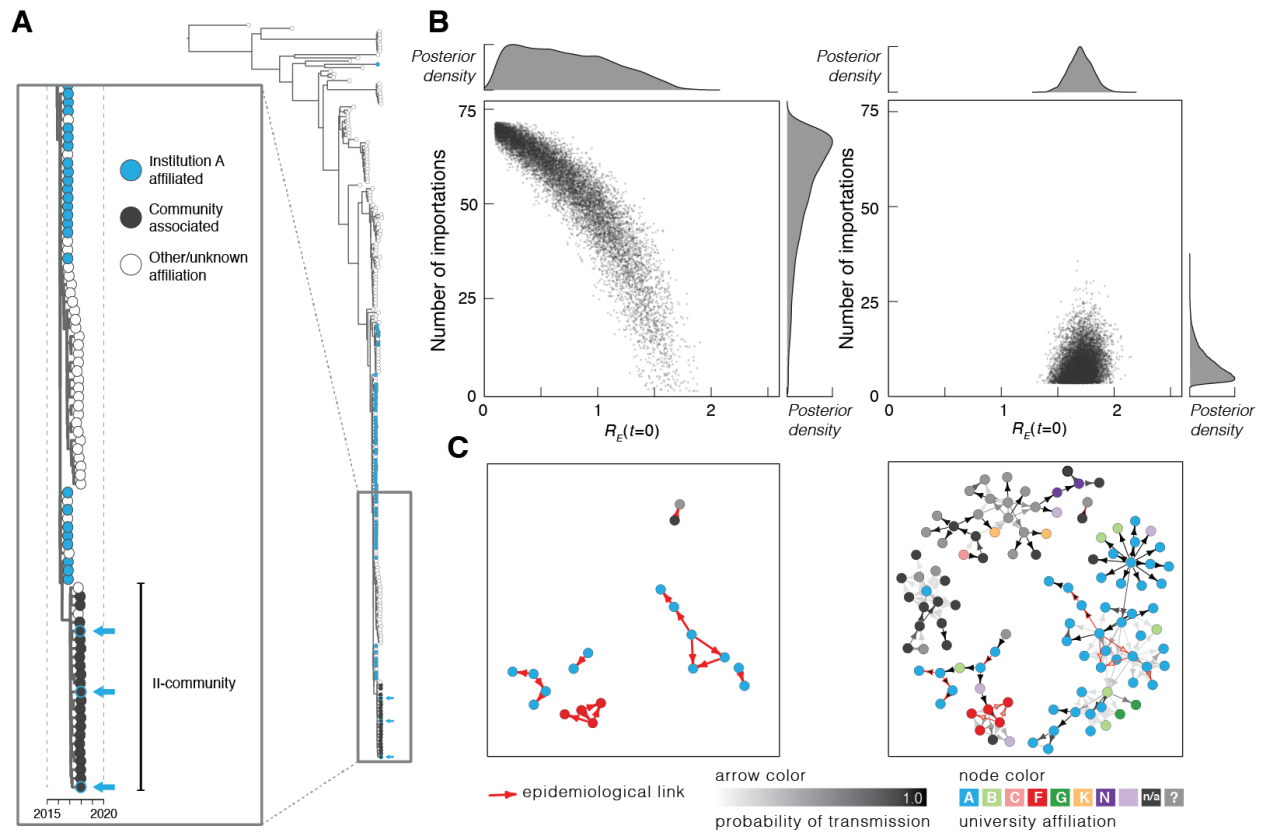 A
Institution A
affiliated
Community
associated
Other/unknown
affiliation
II-community
2015
2020
B
Posterior
density
75
50
25
0
Number of importations
0
1
2
R_E(t=0)
Posterior
density
Posterior
density
75
50
25
0
Number of importations
0
1
2
R_E(t=0)
Posterior
density
C
epidemiological link
arrow color
1.0
probability of transmission
node color
A B C F G K N n/a ?
university affiliation